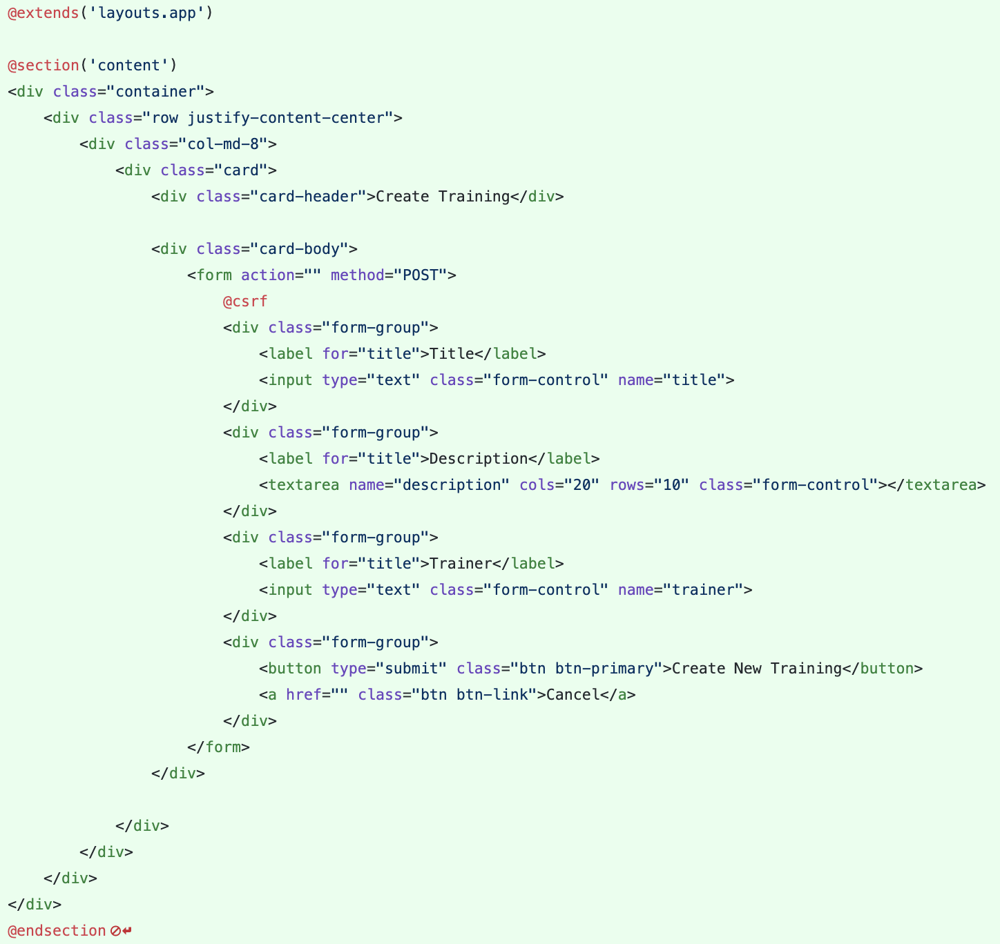 @extends('layouts.app')

@section('content')
<div class="container">
    <div class="row justify-content-center">
        <div class="col-md-8">
            <div class="card">
                <div class="card-header">Create Training</div>

                <div class="card-body">
                    <form action="" method="POST">
                        @csrf
                        <div class="form-group">
                            <label for="title">Title</label>
                            <input type="text" class="form-control" name="title">
                        </div>
                        <div class="form-group">
                            <label for="title">Description</label>
                            <textarea name="description" cols="20" rows="10" class="form-control"></textarea>
                        </div>
                        <div class="form-group">
                            <label for="title">Trainer</label>
                            <input type="text" class="form-control" name="trainer">
                        </div>
                        <div class="form-group">
                            <button type="submit" class="btn btn-primary">Create New Training</button>
                            <a href="" class="btn btn-link">Cancel</a>
                        </div>
                    </form>
                </div>

            </div>
        </div>
    </div>
</div>
@endsection